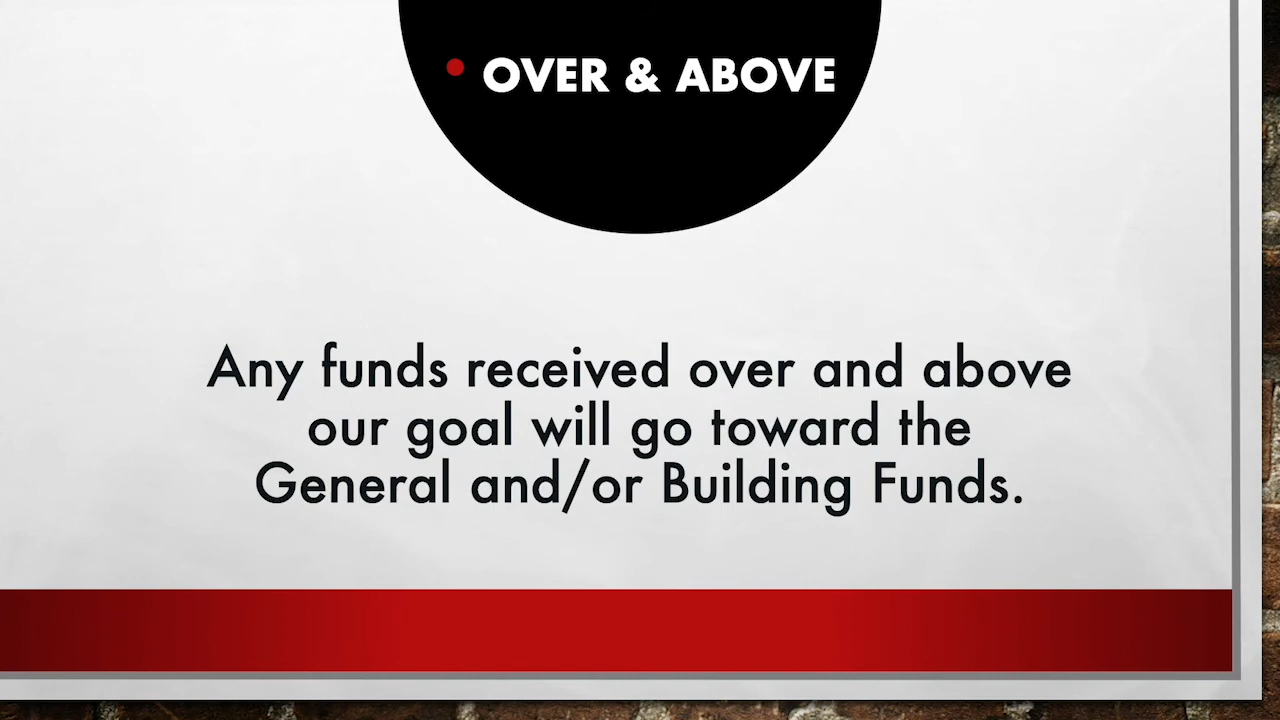 • OVER & ABOVE
Any funds received over and above
our goal will go toward the
General and/or Building Funds.